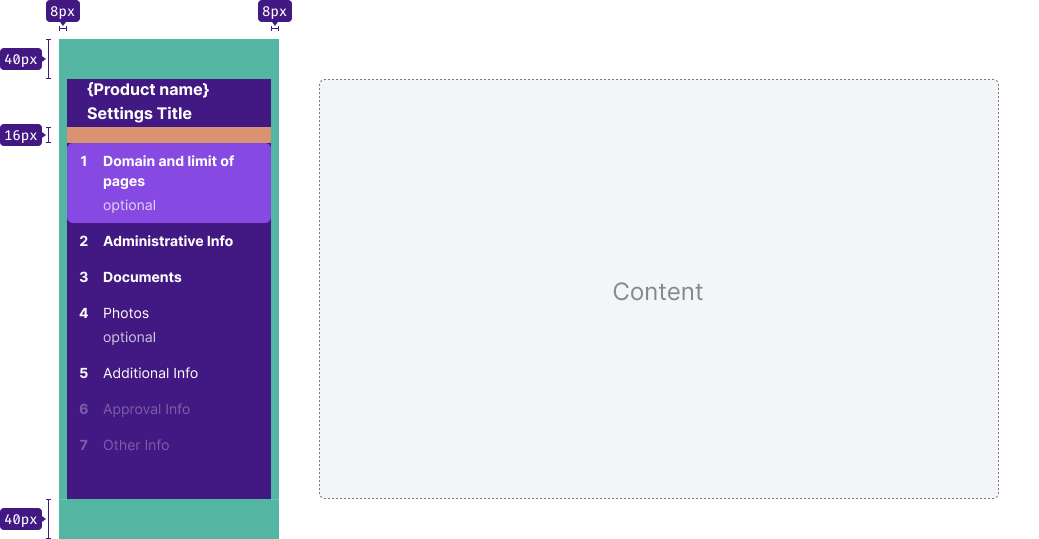 8px
8px
40px
{Product name}
Settings Title
16px
1 Domain and limit of
pages
optional
2 Administrative Info
3 Documents
4 Photos
optional
5 Additional Info
6 Approval Info
7 Other Info
40px
Content